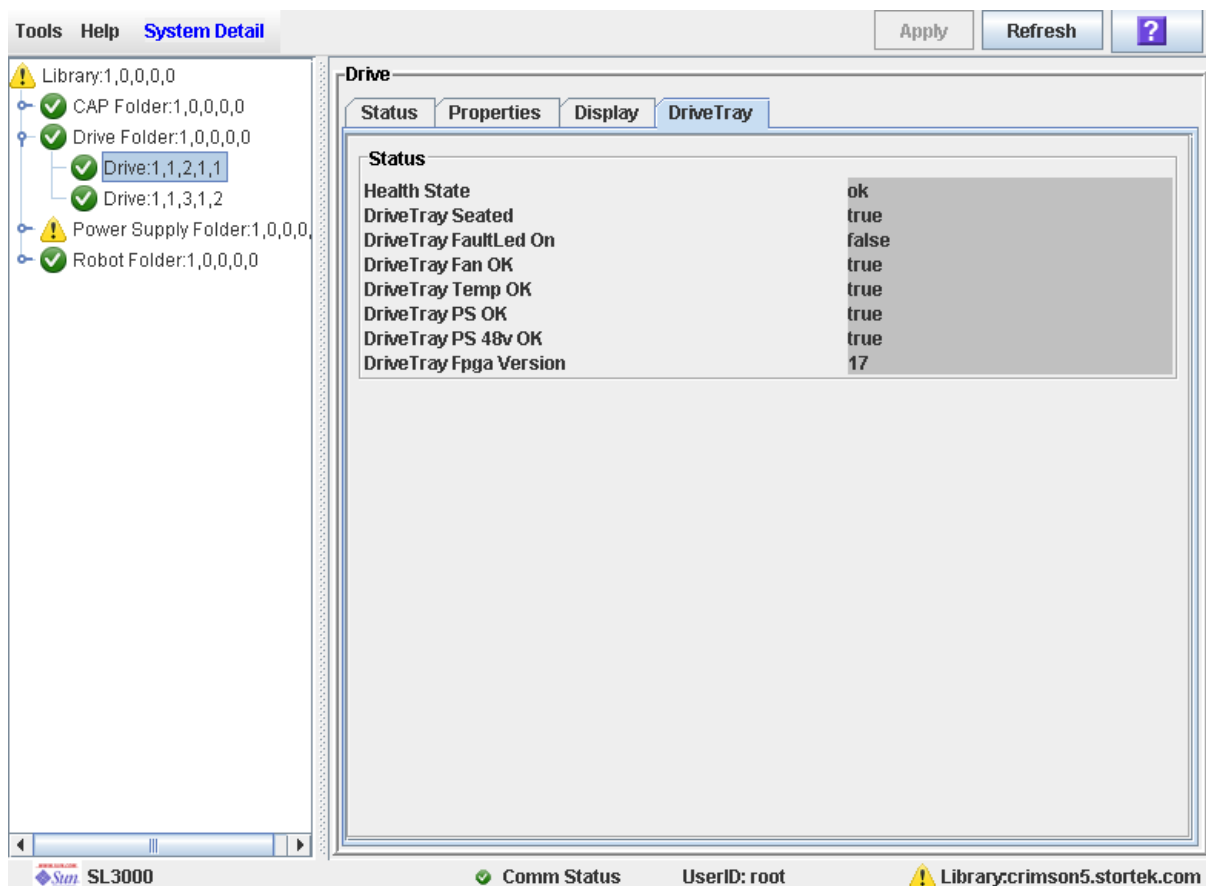 Tools Help System Detail Apply Refresh ?
Library:1,0,0,0,0
CAP Folder:1,0,0,0,0
Drive Folder:1,0,0,0,0
Drive:1,1,2,1,1
Drive:1,1,3,1,2
Power Supply Folder:1,0,0,0,
Robot Folder:1,0,0,0,0
Drive
Status Properties Display DriveTray
Status
Health State ok
DriveTray Seated true
DriveTray FaultLed On false
DriveTray Fan OK true
DriveTray Temp OK true
DriveTray PS OK true
DriveTray PS 48v OK true
DriveTray Fpga Version 17
Sun SL3000 Comm Status UserID: root Library:crimson5.stortek.com